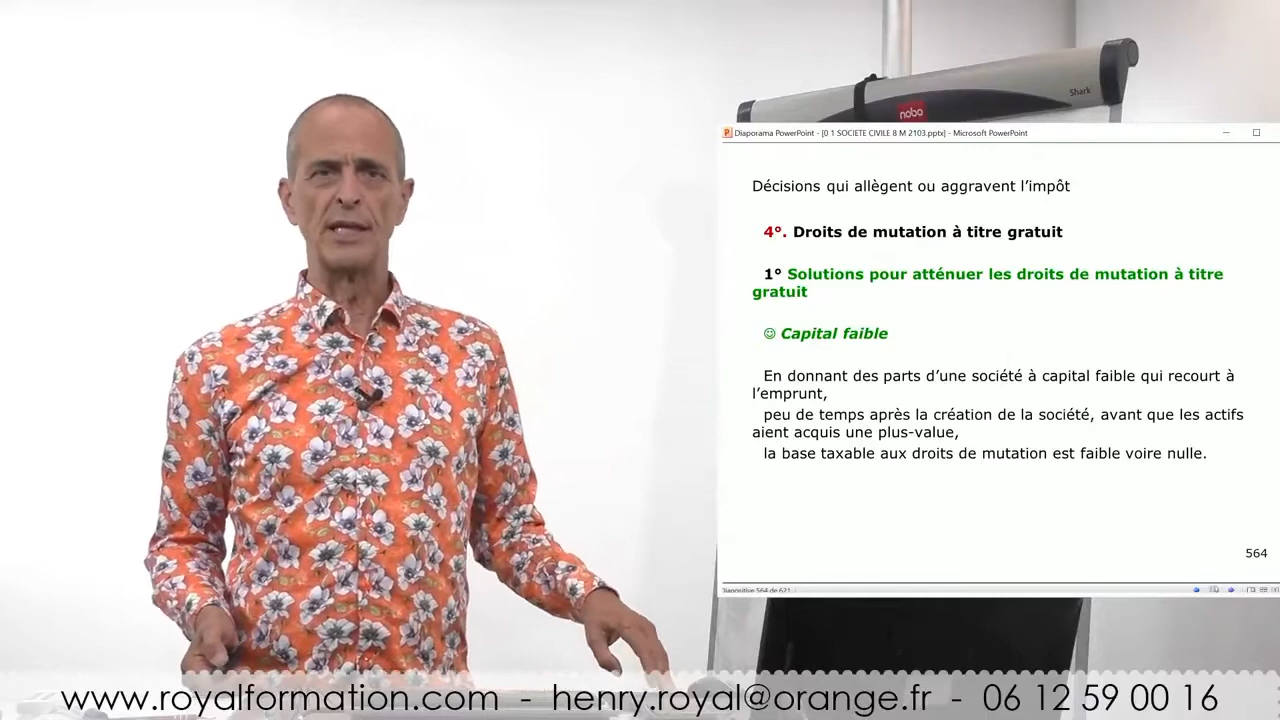 Shark
nobo
Diaporama PowerPoint - [0 1 SOCIETE CIVILE 8 M 2103.pptx] - Microsoft PowerPoint
Décisions qui allègent ou aggravent l’impôt
4°. Droits de mutation à titre gratuit
1° Solutions pour atténuer les droits de mutation à titre
gratuit
☺ Capital faible
En donnant des parts d’une société à capital faible qui recourt à
l’emprunt,
peu de temps après la création de la société, avant que les actifs
aient acquis une plus-value,
la base taxable aux droits de mutation est faible voire nulle.
564
Diapositive 564 de 621
www.royalformation.com - henry.royal@orange.fr - 06 12 59 00 16